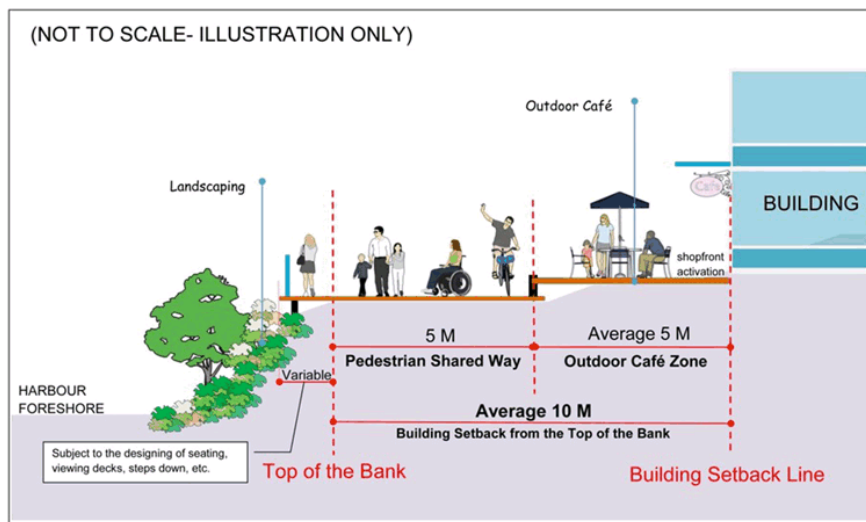 (NOT TO SCALE- ILLUSTRATION ONLY)
Outdoor Café
Landscaping
Café
BUILDING
shopfront
activation
5 M
Pedestrian Shared Way
Average 5 M
Outdoor Café Zone
Variable
HARBOUR
FORESHORE
Average 10 M
Building Setback from the Top of the Bank
Subject to the designing of seating,
viewing decks, steps down, etc.
Top of the Bank
Building Setback Line